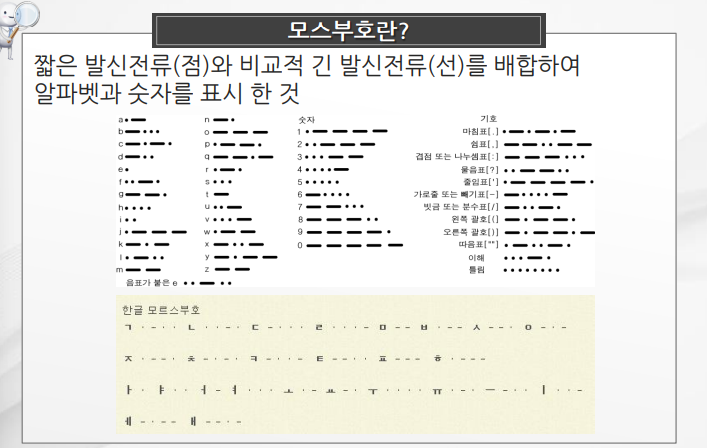 모스부호란?
짧은 발신전류(점)와 비교적 긴 발신전류(선)를 배합하여
알파벳과 숫자를 표시 한 것
a ·−
b −···
c −·−·
d −··
e ·
f ··−·
g −−·
h ····
i ··
j ·−−−
k −·−
l ·−··
m −−
n −·
o −−−
p ·−−·
q −−·−
r ·−·
s ···
t −
u ··−
v ···−
w ·−−
x −··−
y −·−−
z −−··
음표가 붙은 e ··−··
숫자
1 ·−−−−
2 ··−−−
3 ···−−
4 ····−
5 ·····
6 −····
7 −−···
8 −−−··
9 −−−−·
0 −−−−−
기호
마침표[.] ·−·−·−
쉼표[,] −−··−−
겹점 또는 나누셈표[:] −−−···
물음표[?] ··−−··
줄임표['] ·−−−−·
가로줄 또는 빼기표[-] −····−
빗금 또는 분수표[/] −··−·
왼쪽 괄호[(] −·−−·
오른쪽 괄호[)] −·−−·−
따음표[""] ·−··−·
이해 ···−·
틀림 ········
한글 모르스부호
ㄱ ·−·· ㄴ ··−· ㄷ −··· ㄹ ···− ㅁ −− ㅂ ·−− ㅅ −−· ㅇ −·−
ㅈ ·−−· ㅊ −·−· ㅋ −··− ㅌ −−·· ㅍ −−− ㅎ ·−−−
ㅏ · ㅑ ·· ㅓ − ㅕ ··· ㅗ ·− ㅛ −· ㅜ ···· ㅠ ·−· ㅡ −·· ㅣ ··−
ㅔ −·−− ㅐ −−·−